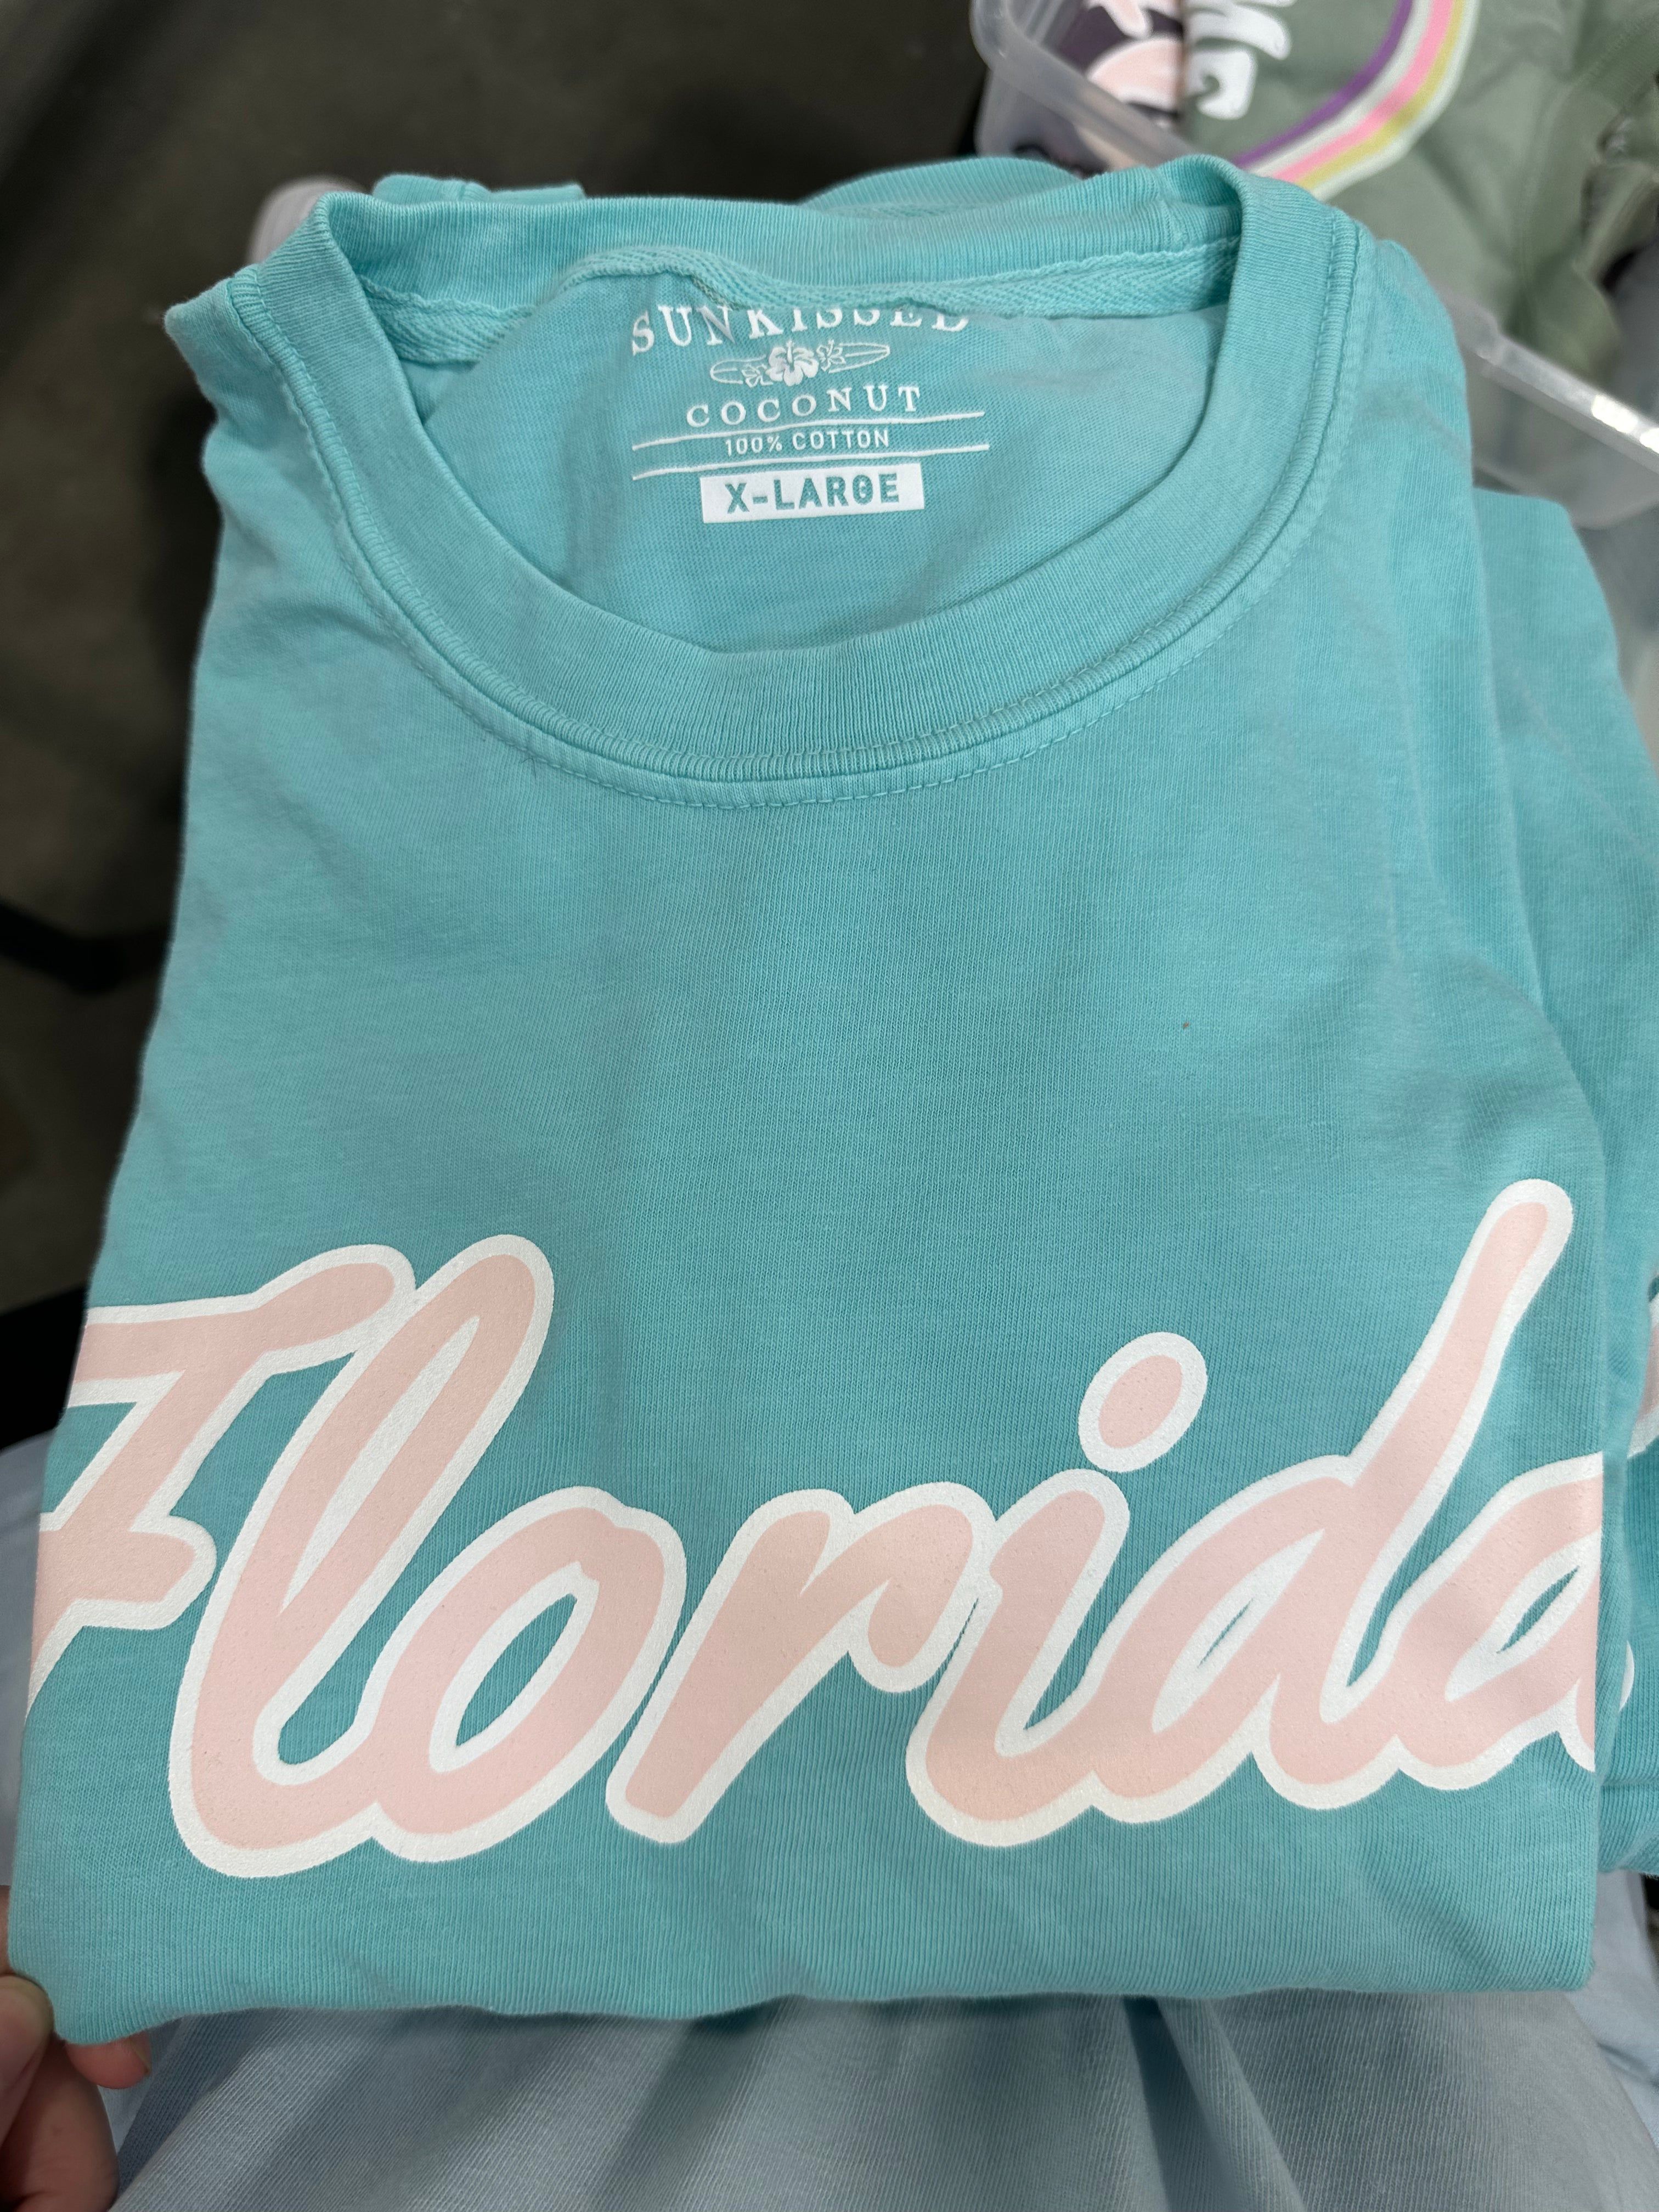 SUNKISSED
COCONUT
100% COTTON
X-LARGE
Florida